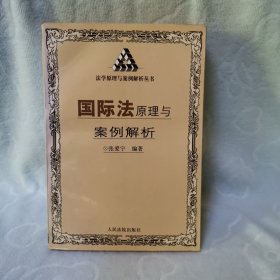 法学原理与案例解析丛书
国际法原理与
案例解析
◎张爱宁 编著
人民法院出版社